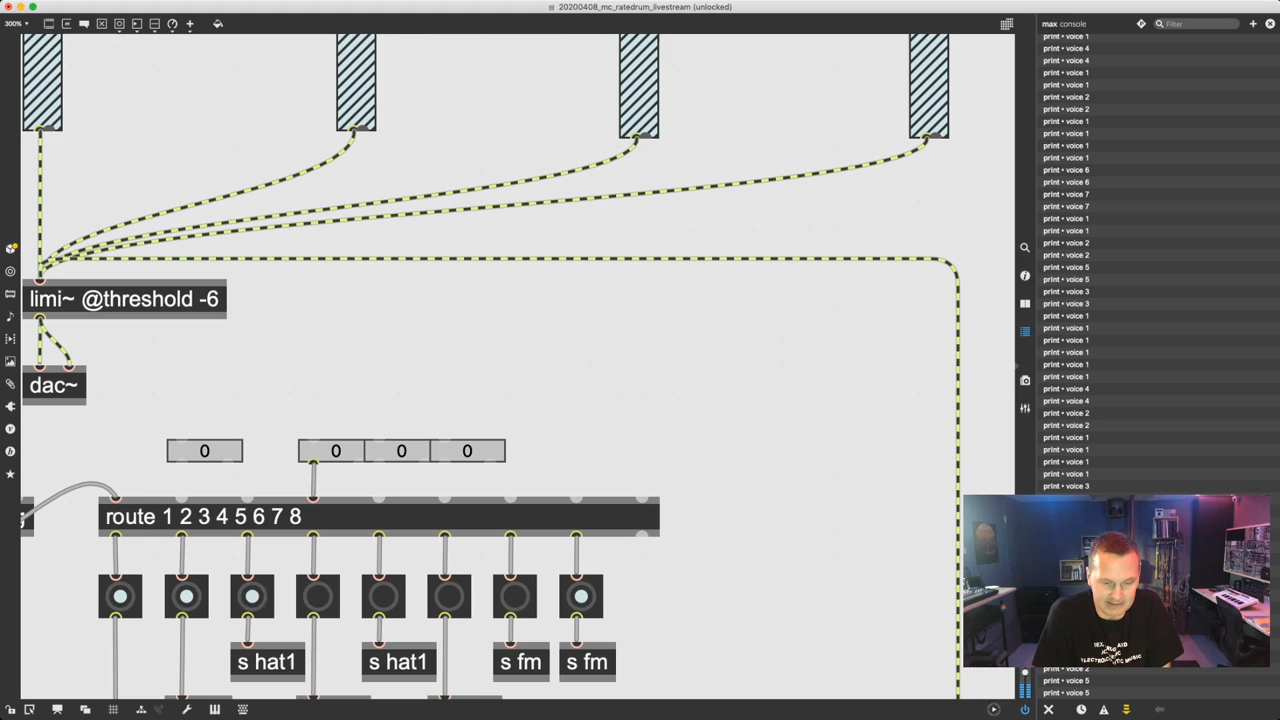 20200408_mc_ratedrum_livestream (unlocked)
300%
max console
Filter
print • voice 1
print • voice 4
print • voice 4
print • voice 1
print • voice 1
print • voice 2
print • voice 2
print • voice 1
print • voice 1
print • voice 1
print • voice 1
print • voice 6
print • voice 6
print • voice 7
print • voice 7
print • voice 1
print • voice 1
print • voice 2
print • voice 2
print • voice 5
print • voice 5
print • voice 3
print • voice 3
print • voice 1
print • voice 1
print • voice 1
print • voice 1
print • voice 1
print • voice 1
print • voice 4
print • voice 4
print • voice 2
print • voice 2
print • voice 1
print • voice 1
print • voice 1
print • voice 1
print • voice 3
limi~ @threshold -6
dac~
0
0 0 0
route 1 2 3 4 5 6 7 8
s hat1
s hat1
s fm
s fm
print • voice 2
print • voice 5
print • voice 5